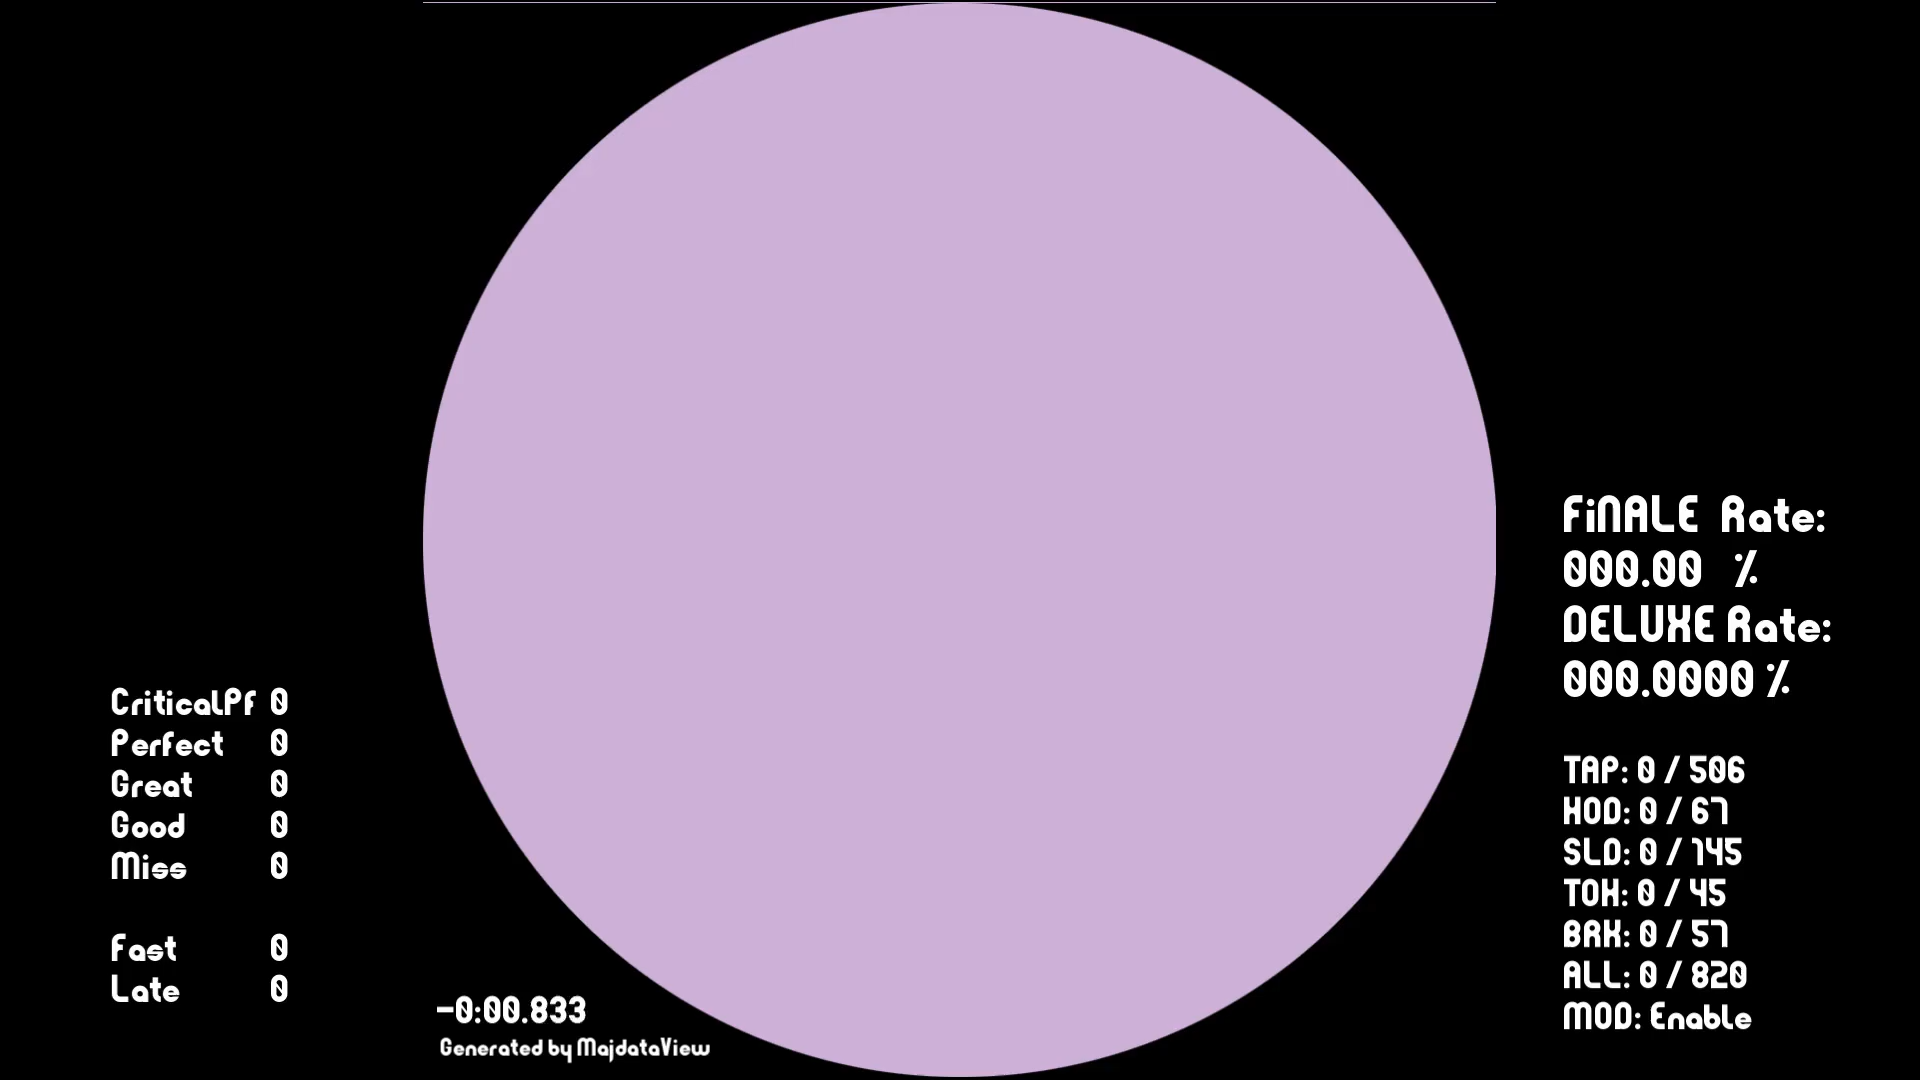 CriticalPf 0
Perfect 0
Great 0
Good 0
Miss 0
Fast 0
Late 0
-0:00.833
Generated by MajdataView
FiNALE Rate:
000.00 %
DELUXE Rate:
000.0000 %
TAP: 0 / 506
HOD: 0 / 67
SLD: 0 / 145
TOH: 0 / 45
BRK: 0 / 57
ALL: 0 / 820
MOD: Enable